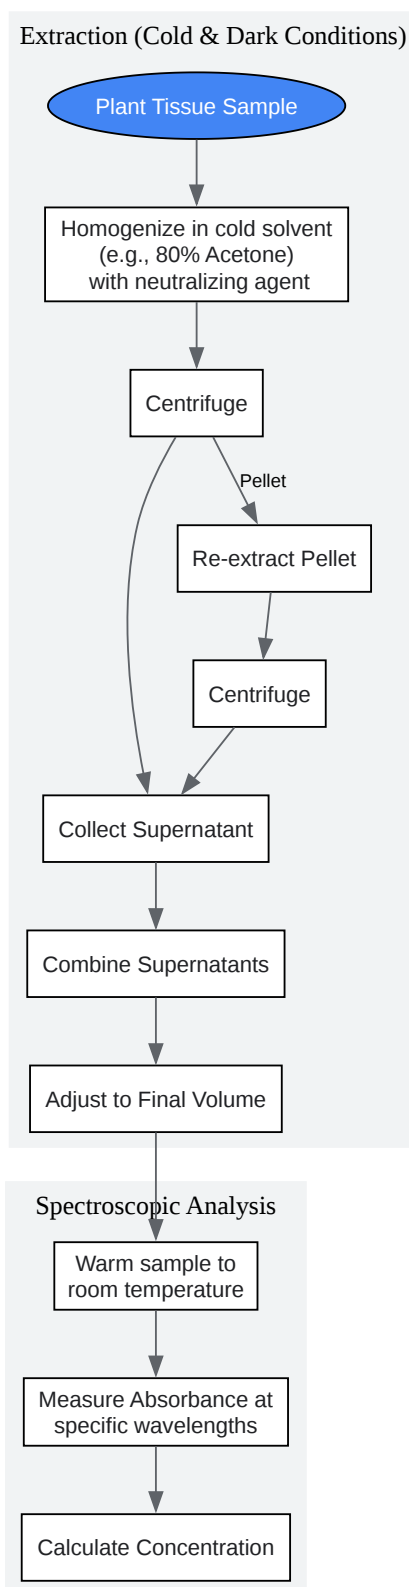 Extraction (Cold & Dark Conditions)
Plant Tissue Sample
Homogenize in cold solvent
(e.g., 80% Acetone)
with neutralizing agent
Centrifuge
Pellet
Re-extract Pellet
Centrifuge
Collect Supernatant
Combine Supernatants
Adjust to Final Volume
Spectroscopic Analysis
Warm sample to
room temperature
Measure Absorbance at
specific wavelengths
Calculate Concentration